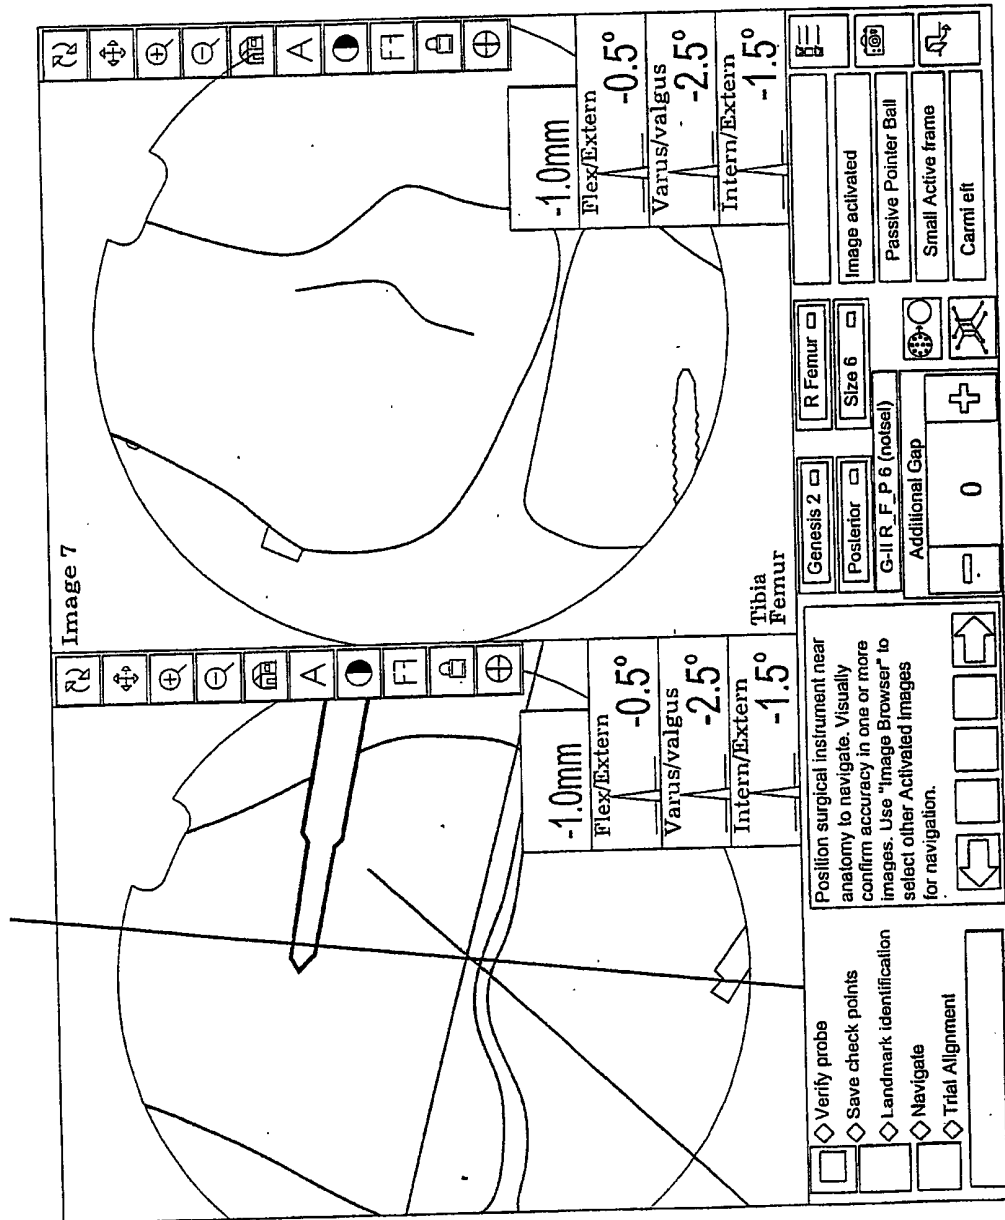 Image 7
A
A
-1.0mm
Flex/Extern
-0.5°
Varus/valgus
-2.5°
Intern/Extern
-1.5°
-1.0mm
Flex/Extern
-0.5°
Varus/valgus
-2.5°
Intern/Extern
-1.5°
Tibia
Femur
Verify probe
Save check points
Landmark identification
Navigate
Trial Alignment
Position surgical instrument near
anatomy to navigate. Visually
confirm accuracy in one or more
images. Use "Image Browser" to
select other Activated Images
for navigation.
Genesis 2
R Femur
Posterior
Size 6
G-II R_F_P 6 (notsel)
Additional Gap
0
Image activated
Passive Pointer Ball
Small Active frame
Carmi eft